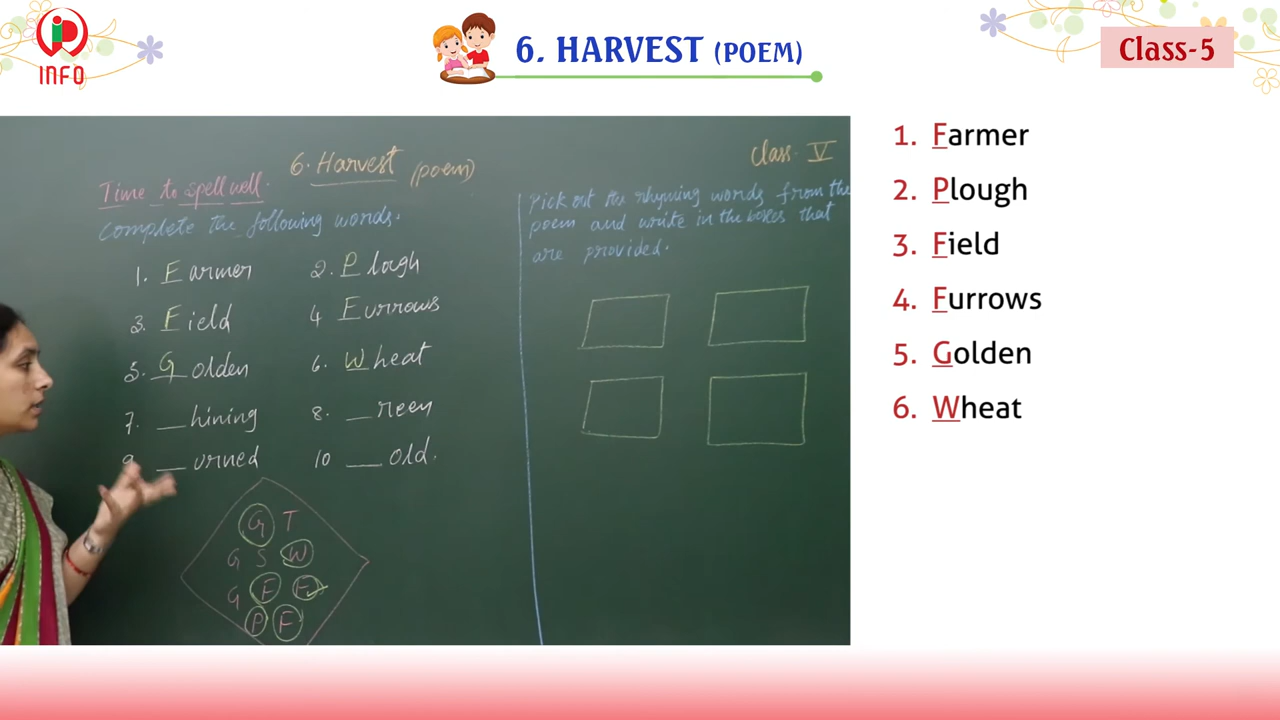 INFO
6. HARVEST (POEM)
Class-5
6. Harvest (poem)
Class- V
Time to spell well.
Complete the following words.
1. Farmer 2. Plough
3. Field 4 Furrows
5. Golden 6. Wheat
7. __hining 8. __reen
9. __urned 10 __old.
G T
G S W
G F F
P F
Pick out the rhyming words from the
poem and write in the boxes that
are provided.
1. Farmer
2. Plough
3. Field
4. Furrows
5. Golden
6. Wheat